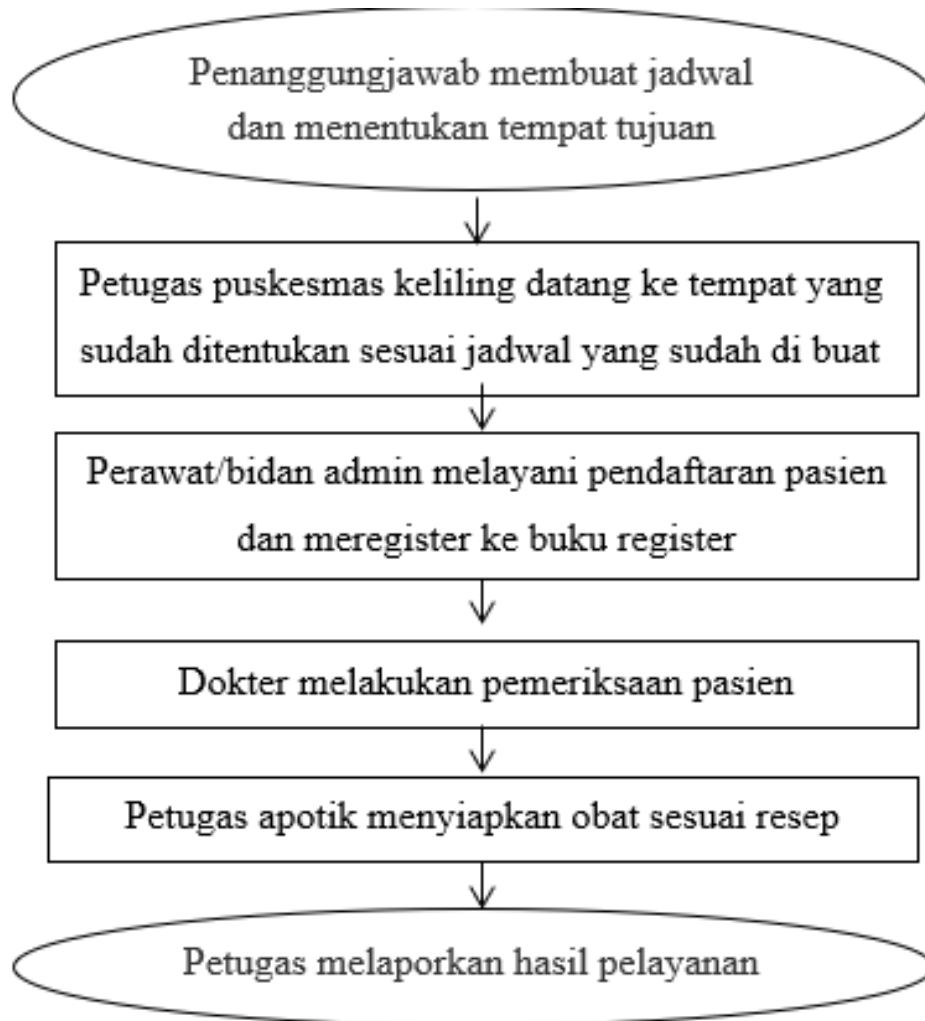 Penanggungjawab membuat jadwal
dan menentukan tempat tujuan
Petugas puskesmas keliling datang ke tempat yang
sudah ditentukan sesuai jadwal yang sudah di buat
Perawat/bidan admin melayani pendaftaran pasien
dan meregister ke buku register
Dokter melakukan pemeriksaan pasien
Petugas apotik menyiapkan obat sesuai resep
Petugas melaporkan hasil pelayanan